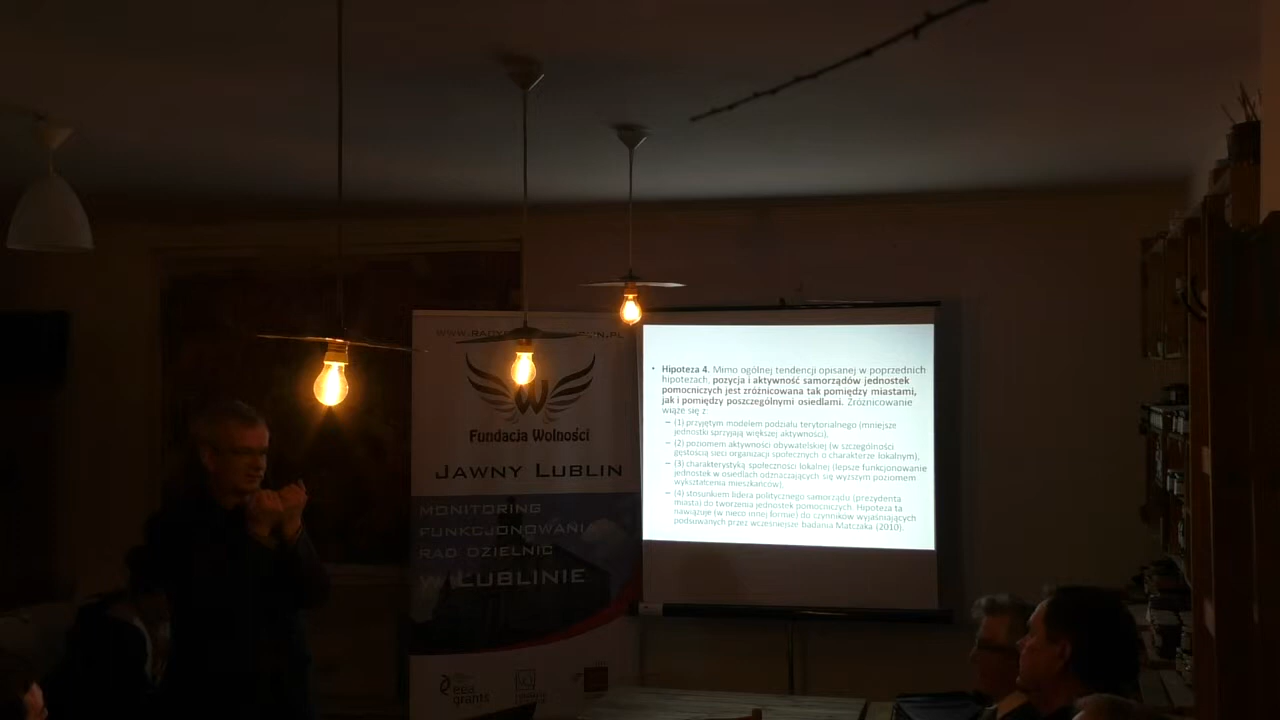 Fundacja Wolności
JAWNY LUBLIN
MONITORING
FUNKCJONOWANIA
RAD DZIELNIC
W LUBLINIE
eea
grants
• Hipoteza 4. Mimo ogólnej tendencji opisanej w poprzednich
hipotezach, pozycja i aktywność samorządów jednostek
pomocniczych jest zróżnicowana tak pomiędzy miastami,
jak i pomiędzy poszczególnymi osiedlami. Zróżnicowanie
wiąże się z:
– (1) przyjętym modelem podziału terytorialnego (mniejsze
jednostki sprzyjają większej aktywności),
– (2) poziomem aktywności obywatelskiej (w szczególności
gęstością sieci organizacji społecznych o charakterze lokalnym),
– (3) charakterystyką społeczności lokalnej (lepsze funkcjonowanie
jednostek w osiedlach odznaczających się wyższym poziomem
wykształcenia mieszkańców),
– (4) stosunkiem lidera politycznego samorządu (prezydenta
miasta) do tworzenia jednostek pomocniczych. Hipoteza ta
nawiązuje (w nieco innej formie) do czynników wyjaśniających
podsuwanych przez wcześniejsze badania Matczaka (2010).